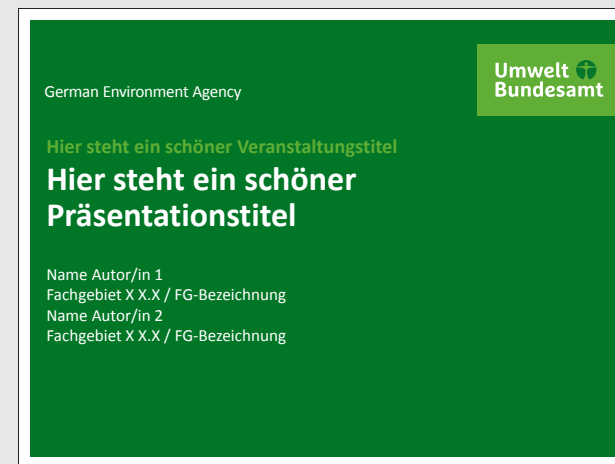 German Environment Agency
Umwelt
Bundesamt
Hier steht ein schöner Veranstaltungstitel
Hier steht ein schöner
Präsentationstitel
Name Autor/in 1
Fachgebiet X X.X / FG-Bezeichnung
Name Autor/in 2
Fachgebiet X X.X / FG-Bezeichnung